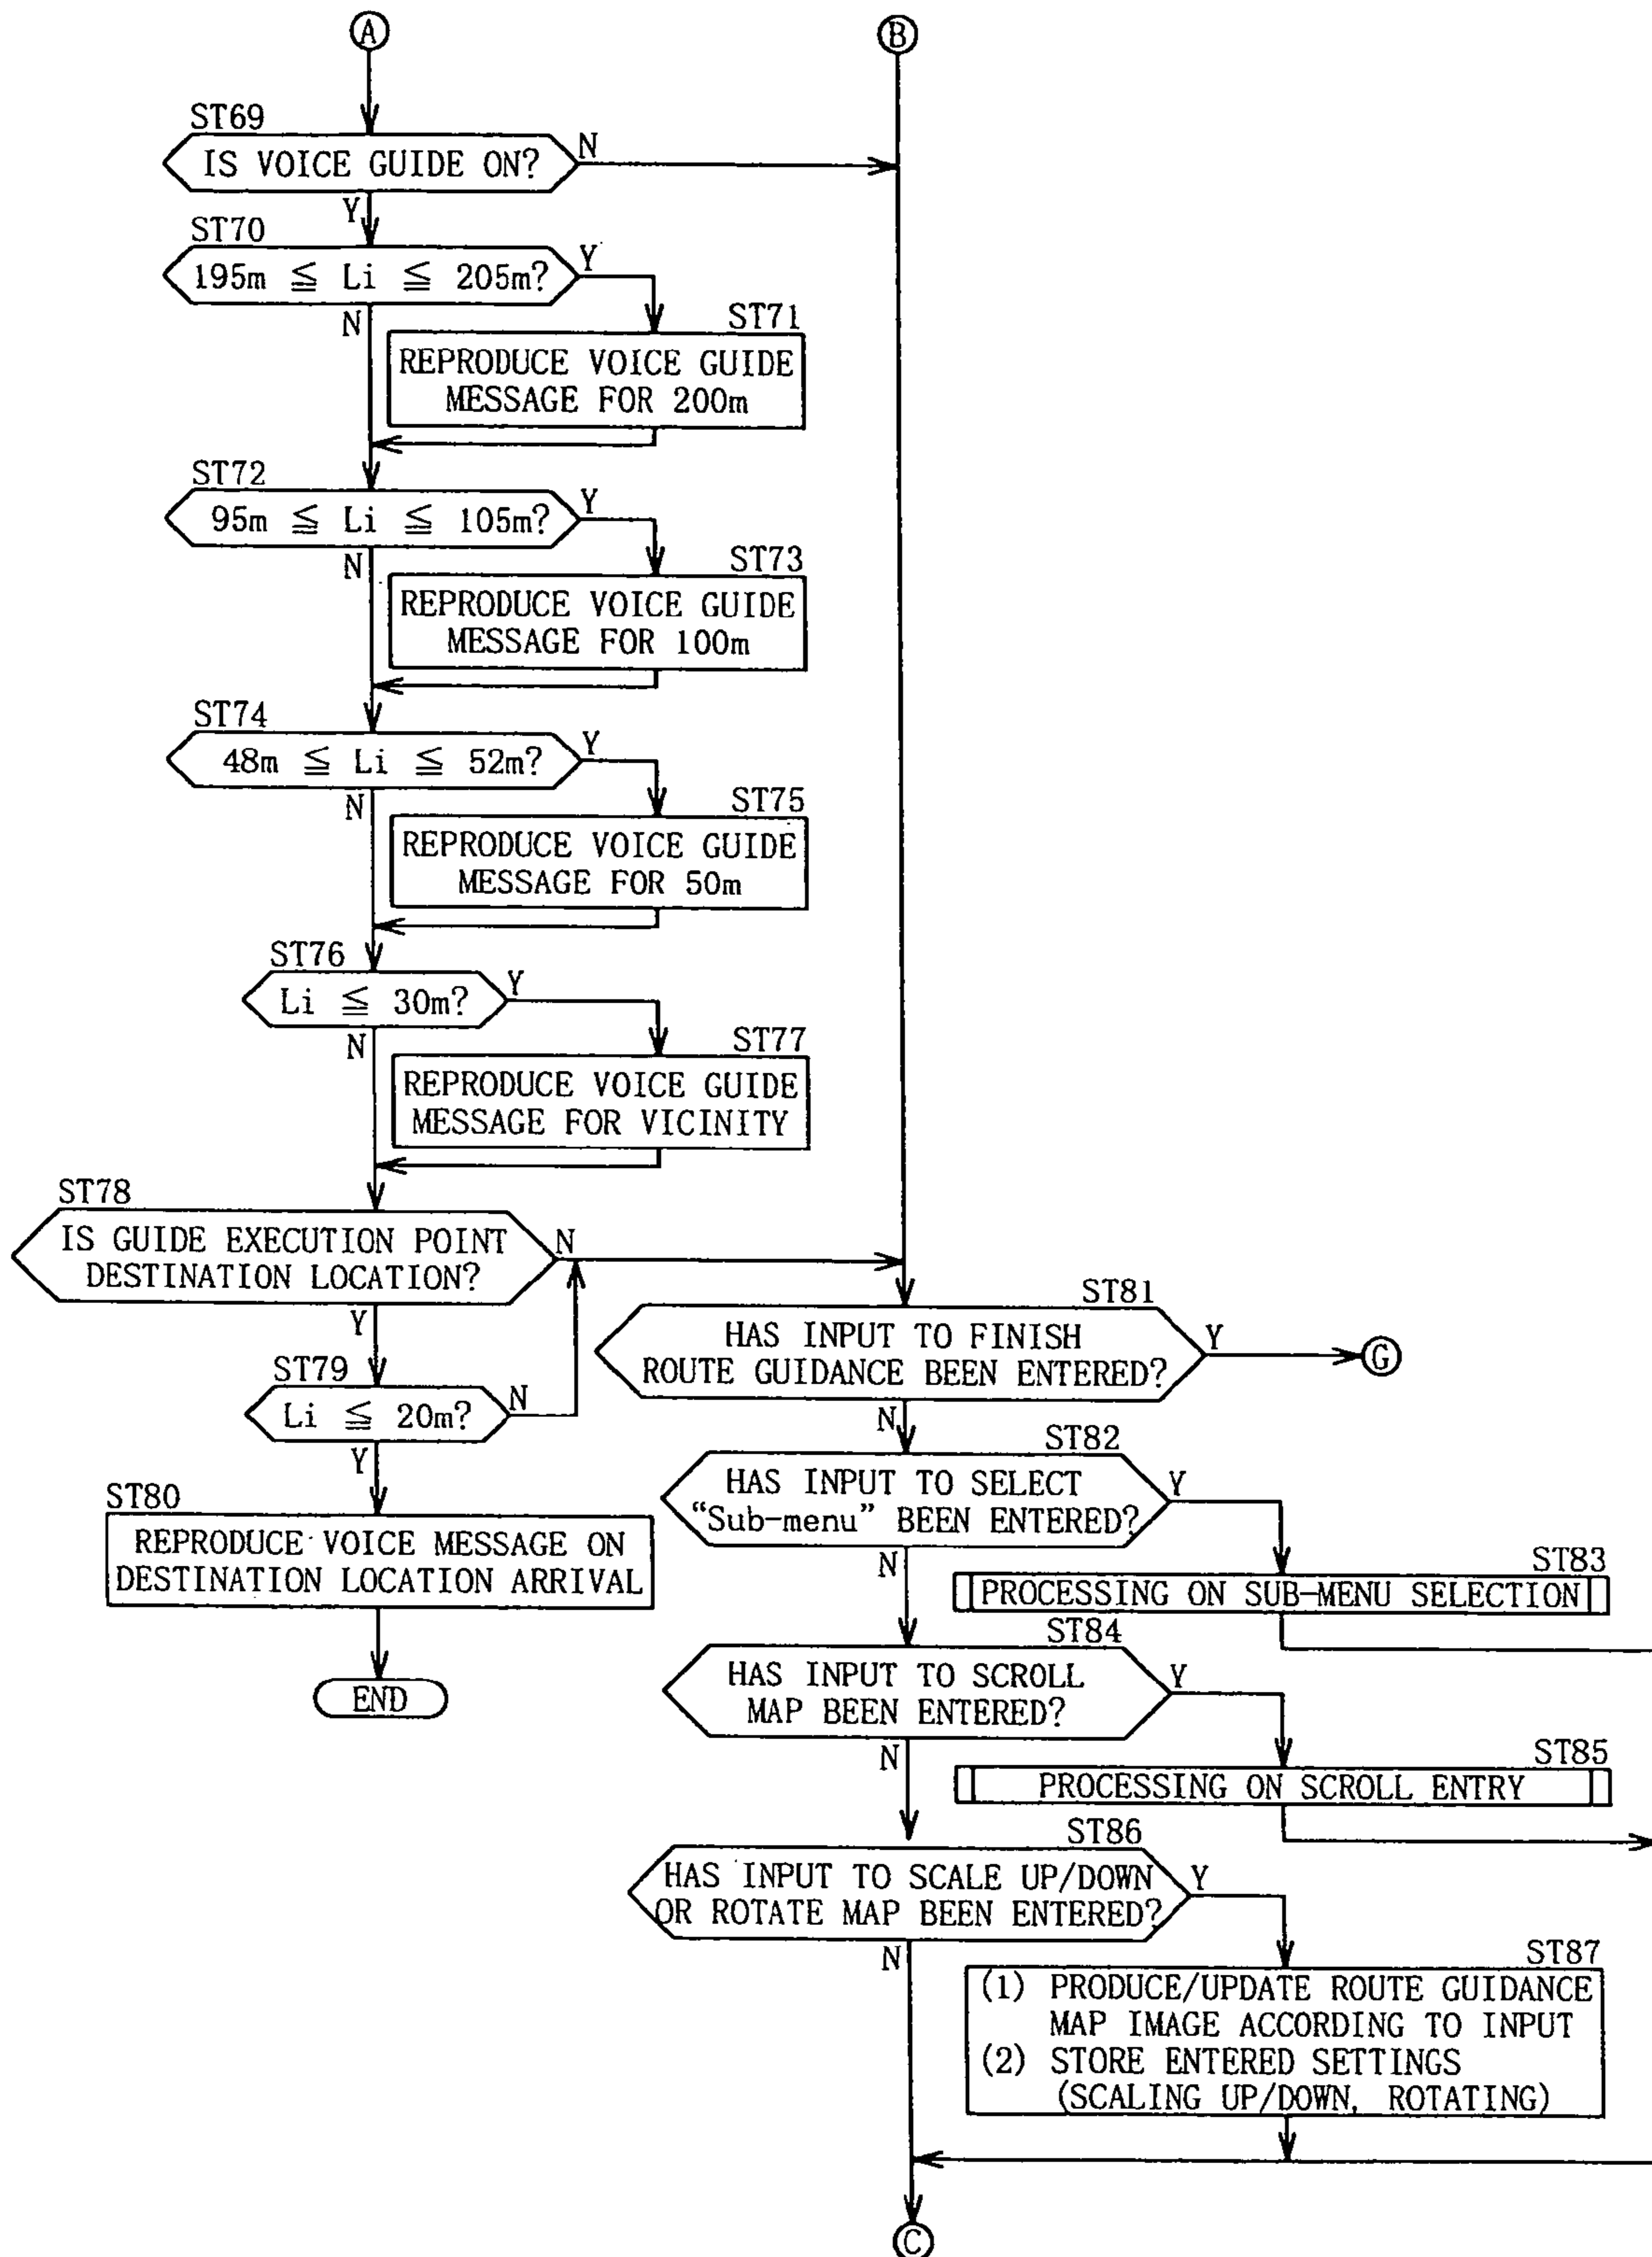 A
B
ST69
IS VOICE GUIDE ON?
N
Y
ST70
195m ≦ Li ≦ 205m?
Y
N
ST71
REPRODUCE VOICE GUIDE
MESSAGE FOR 200m
ST72
95m ≦ Li ≦ 105m?
Y
N
ST73
REPRODUCE VOICE GUIDE
MESSAGE FOR 100m
ST74
48m ≦ Li ≦ 52m?
Y
N
ST75
REPRODUCE VOICE GUIDE
MESSAGE FOR 50m
ST76
Li ≦ 30m?
Y
N
ST77
REPRODUCE VOICE GUIDE
MESSAGE FOR VICINITY
ST78
IS GUIDE EXECUTION POINT
DESTINATION LOCATION?
N
Y
ST79
Li ≦ 20m?
N
Y
ST80
REPRODUCE VOICE MESSAGE ON
DESTINATION LOCATION ARRIVAL
END
ST81
HAS INPUT TO FINISH
ROUTE GUIDANCE BEEN ENTERED?
Y
G
N
ST82
HAS INPUT TO SELECT
“Sub-menu” BEEN ENTERED?
Y
N
ST83
PROCESSING ON SUB-MENU SELECTION
ST84
HAS INPUT TO SCROLL
MAP BEEN ENTERED?
Y
N
ST85
PROCESSING ON SCROLL ENTRY
ST86
HAS INPUT TO SCALE UP/DOWN
OR ROTATE MAP BEEN ENTERED?
Y
N
ST87
(1) PRODUCE/UPDATE ROUTE GUIDANCE
MAP IMAGE ACCORDING TO INPUT
(2) STORE ENTERED SETTINGS
(SCALING UP/DOWN, ROTATING)
C